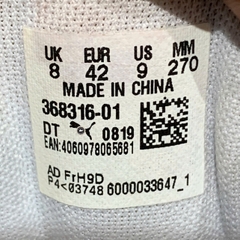 UK EUR US MM
8 42 9 270
MADE IN CHINA
368316-01
DT 0819
EAN:4060978065681
AD FrH9D
P4<03748 6000033647_1